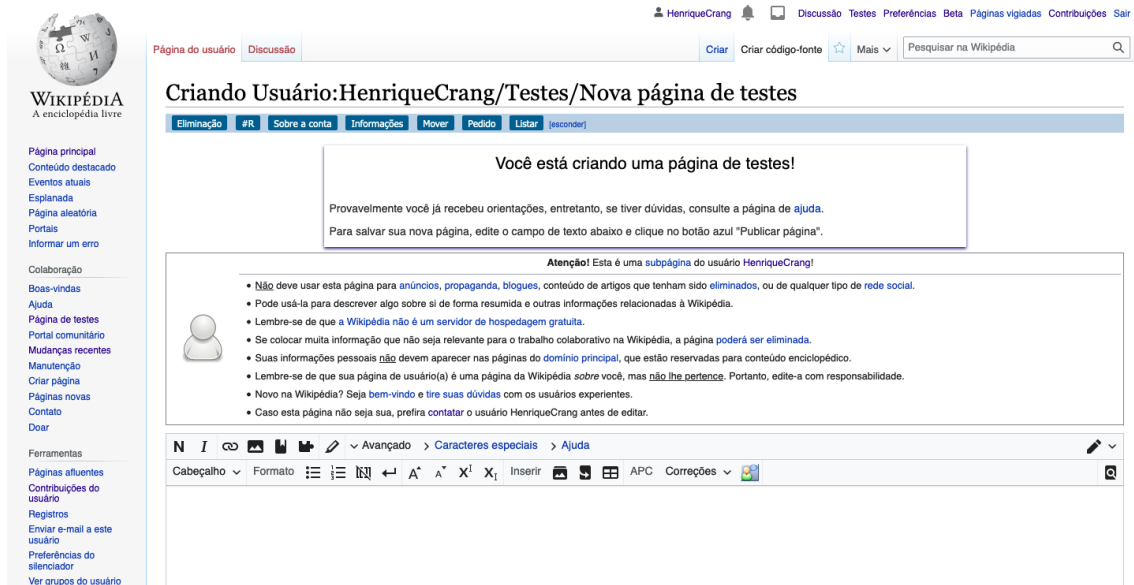 HenriqueCrang Discussão Testes Preferências Beta Páginas vigiadas Contribuições Sair
Página do usuário Discussão Criar Criar código-fonte Mais Pesquisar na Wikipédia
WIKIPÉDIA
A enciclopédia livre
Criando Usuário:HenriqueCrang/Testes/Nova página de testes
Eliminação #R Sobre a conta Informações Mover Pedido Listar [esconder]
Página principal
Conteúdo destacado
Eventos atuais
Esplanada
Página aleatória
Portais
Informar um erro
Colaboração
Boas-vindas
Ajuda
Página de testes
Portal comunitário
Mudanças recentes
Manutenção
Criar página
Páginas novas
Contato
Doar
Ferramentas
Páginas afluentes
Contribuições do
usuário
Registros
Enviar e-mail a este
usuário
Preferências do
silenciador
Ver grupos do usuário
Você está criando uma página de testes!
Provavelmente você já recebeu orientações, entretanto, se tiver dúvidas, consulte a página de ajuda.
Para salvar sua nova página, edite o campo de texto abaixo e clique no botão azul "Publicar página".
Atenção! Esta é uma subpágina do usuário HenriqueCrang!
• Não deve usar esta página para anúncios, propaganda, blogues, conteúdo de artigos que tenham sido eliminados, ou de qualquer tipo de rede social.
• Pode usá-la para descrever algo sobre si de forma resumida e outras informações relacionadas à Wikipédia.
• Lembre-se de que a Wikipédia não é um servidor de hospedagem gratuita.
• Se colocar muita informação que não seja relevante para o trabalho colaborativo na Wikipédia, a página poderá ser eliminada.
• Suas informações pessoais não devem aparecer nas páginas do domínio principal, que estão reservadas para conteúdo enciclopédico.
• Lembre-se de que sua página de usuário(a) é uma página da Wikipédia sobre você, mas não lhe pertence. Portanto, edite-a com responsabilidade.
• Novo na Wikipédia? Seja bem-vindo e tire suas dúvidas com os usuários experientes.
• Caso esta página não seja sua, prefira contatar o usuário HenriqueCrang antes de editar.
N I Avançado Caracteres especiais Ajuda
Cabeçalho Formato Inserir APC Correções